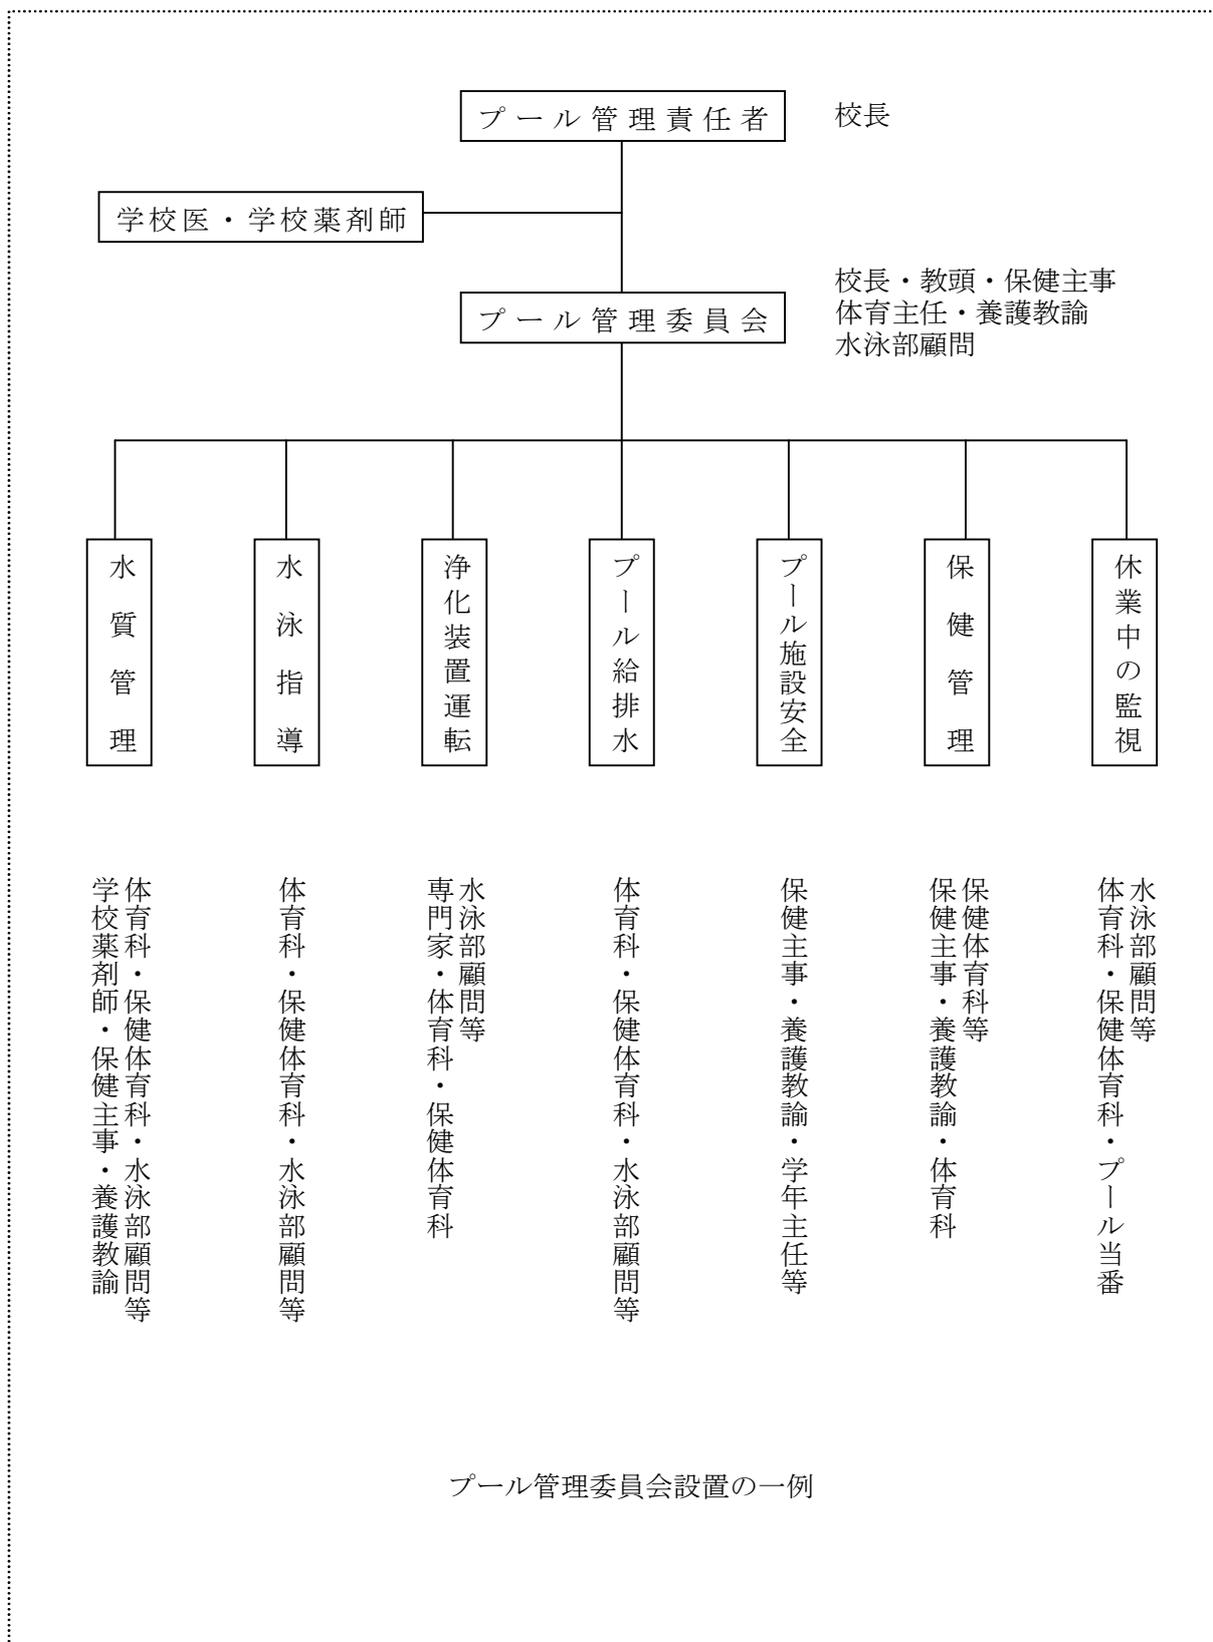 プール管理責任者
校長
学校医・学校薬剤師
プール管理委員会
校長・教頭・保健主事
体育主任・養護教諭
水泳部顧問
水質管理
水泳指導
浄化装置運転
プール給排水
プール施設安全
保健管理
休業中の監視
体育科・保健体育科・水泳部顧問等
学校薬剤師・保健主事・養護教諭
体育科・保健体育科・水泳部顧問等
水泳部顧問等
専門家・体育科・保健体育科
体育科・保健体育科・水泳部顧問等
保健主事・養護教諭・学年主任等
保健体育科等
保健主事・養護教諭・体育科
水泳部顧問等
体育科・保健体育科・プール当番
プール管理委員会設置の一例